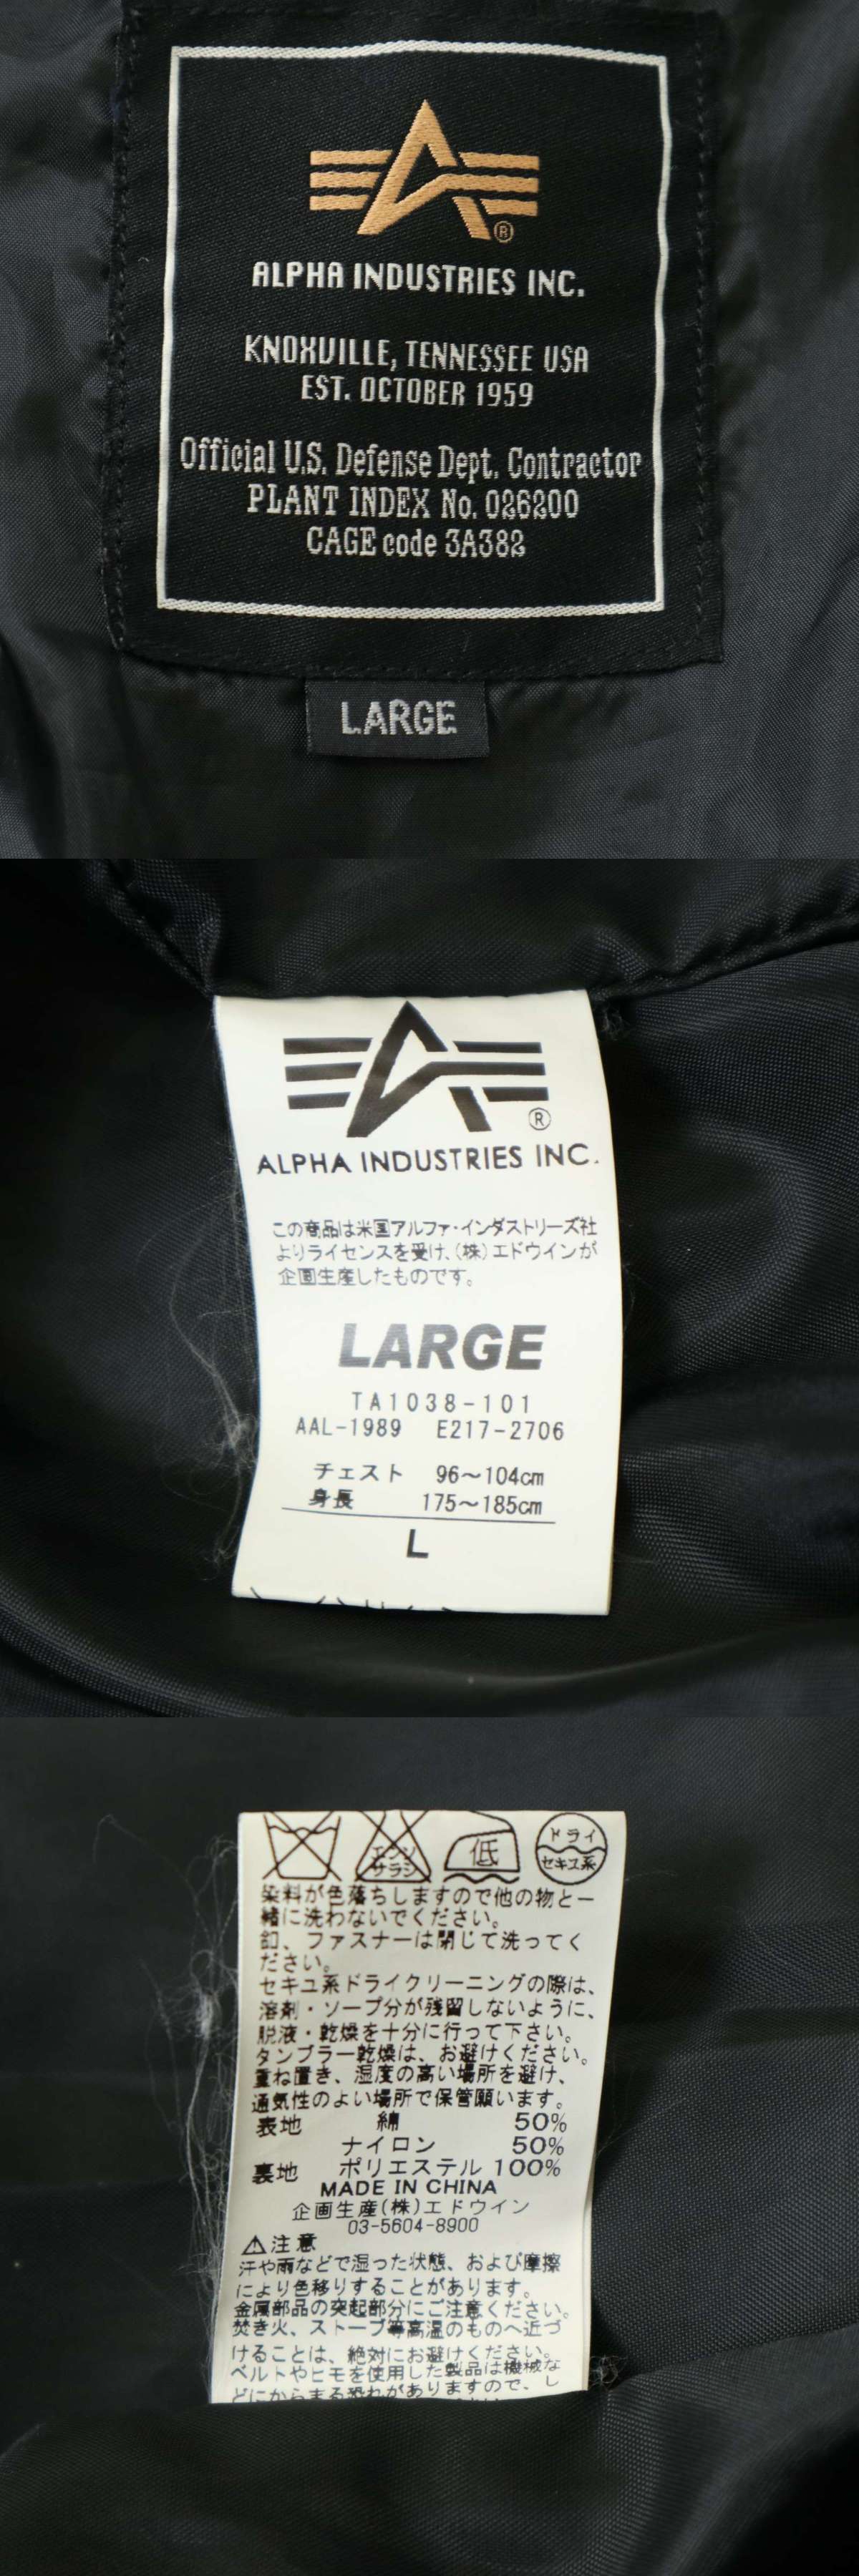 ALPHA INDUSTRIES INC.
KNOXVILLE, TENNESSEE USA
EST. OCTOBER 1959
Official U.S. Defense Dept. Contractor
PLANT INDEX No. 026200
CAGE code 3A382
LARGE
ALPHA INDUSTRIES INC.
この商品は米国アルファ・インダストリーズ社
よりライセンスを受け、(株)エドウインが
企画生産したものです。
LARGE
TA1038-101
AAL-1989 E217-2706
チェスト 96～104cm
身長 175～185cm
L
エンソ
サラシ
低
ドライ
セキユ系
染料が色落ちしますので他の物と一
緒に洗わないでください。
釦、ファスナーは閉じて洗ってく
ださい。
セキユ系ドライクリーニングの際は、
溶剤・ソープ分が残留しないように、
脱液・乾燥を十分に行って下さい。
タンブラー乾燥は、お避けください。
重ね置き、湿度の高い場所を避け、
通気性のよい場所で保管願います。
表地 綿 50%
ナイロン 50%
裏地 ポリエステル 100%
MADE IN CHINA
企画生産(株)エドウイン
03-5604-8900
⚠注意
汗や雨などで湿った状態、および摩擦
により色移りすることがあります。
金属部品の突起部分にご注意ください。
焚き火、ストーブ等高温のものへ近づ
けることは、絶対にお避けください。
ベルトやヒモを使用した製品は機械な
どにからまる恐れがありますので、し